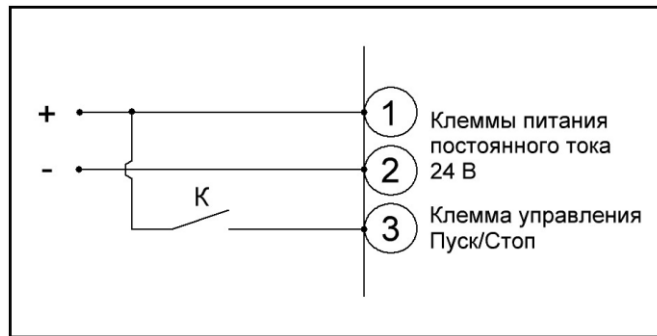 +
1
Клеммы питания
постоянного тока
24 В
-
2
К
3
Клемма управления
Пуск/Стоп